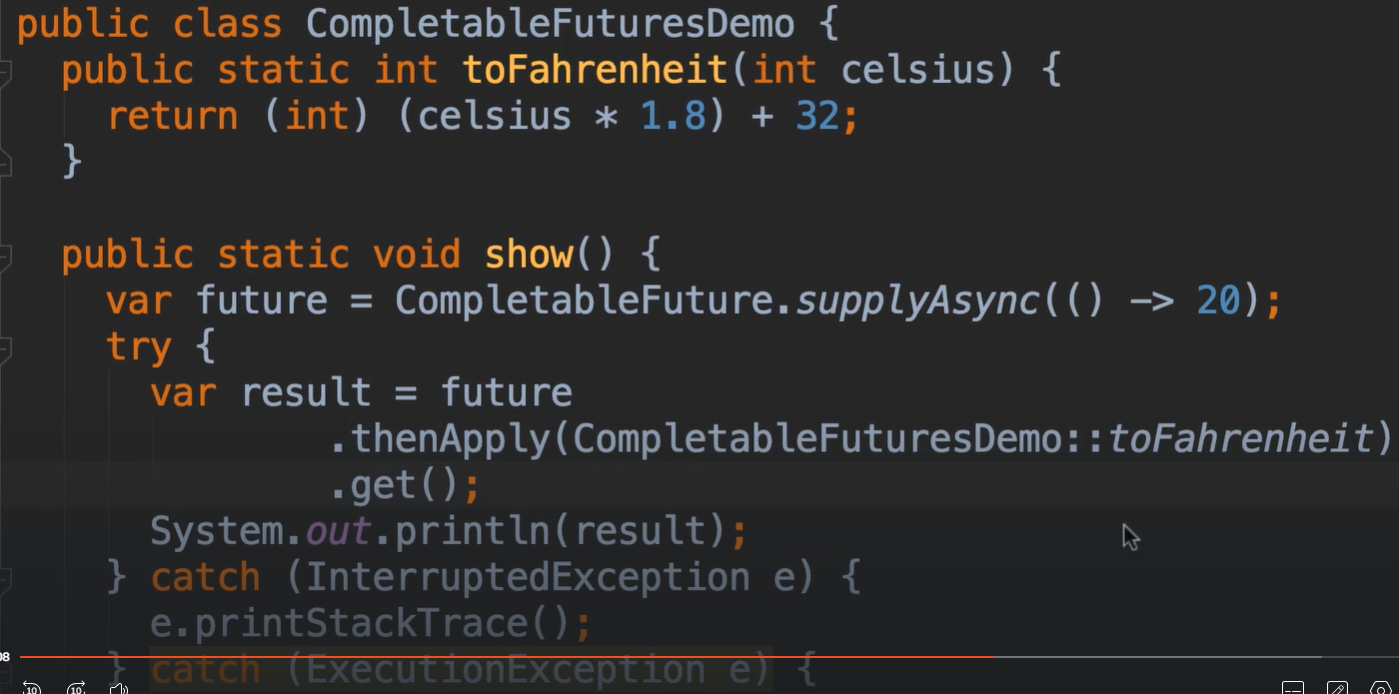 public class CompletableFuturesDemo {
public static int toFahrenheit(int celsius) {
return (int) (celsius * 1.8) + 32;
}
public static void show() {
var future = CompletableFuture.supplyAsync(() -> 20);
try {
var result = future
.thenApply(CompletableFuturesDemo::toFahrenheit)
.get();
System.out.println(result);
} catch (InterruptedException e) {
e.printStackTrace();
08
} catch (ExecutionException e) {
10 10